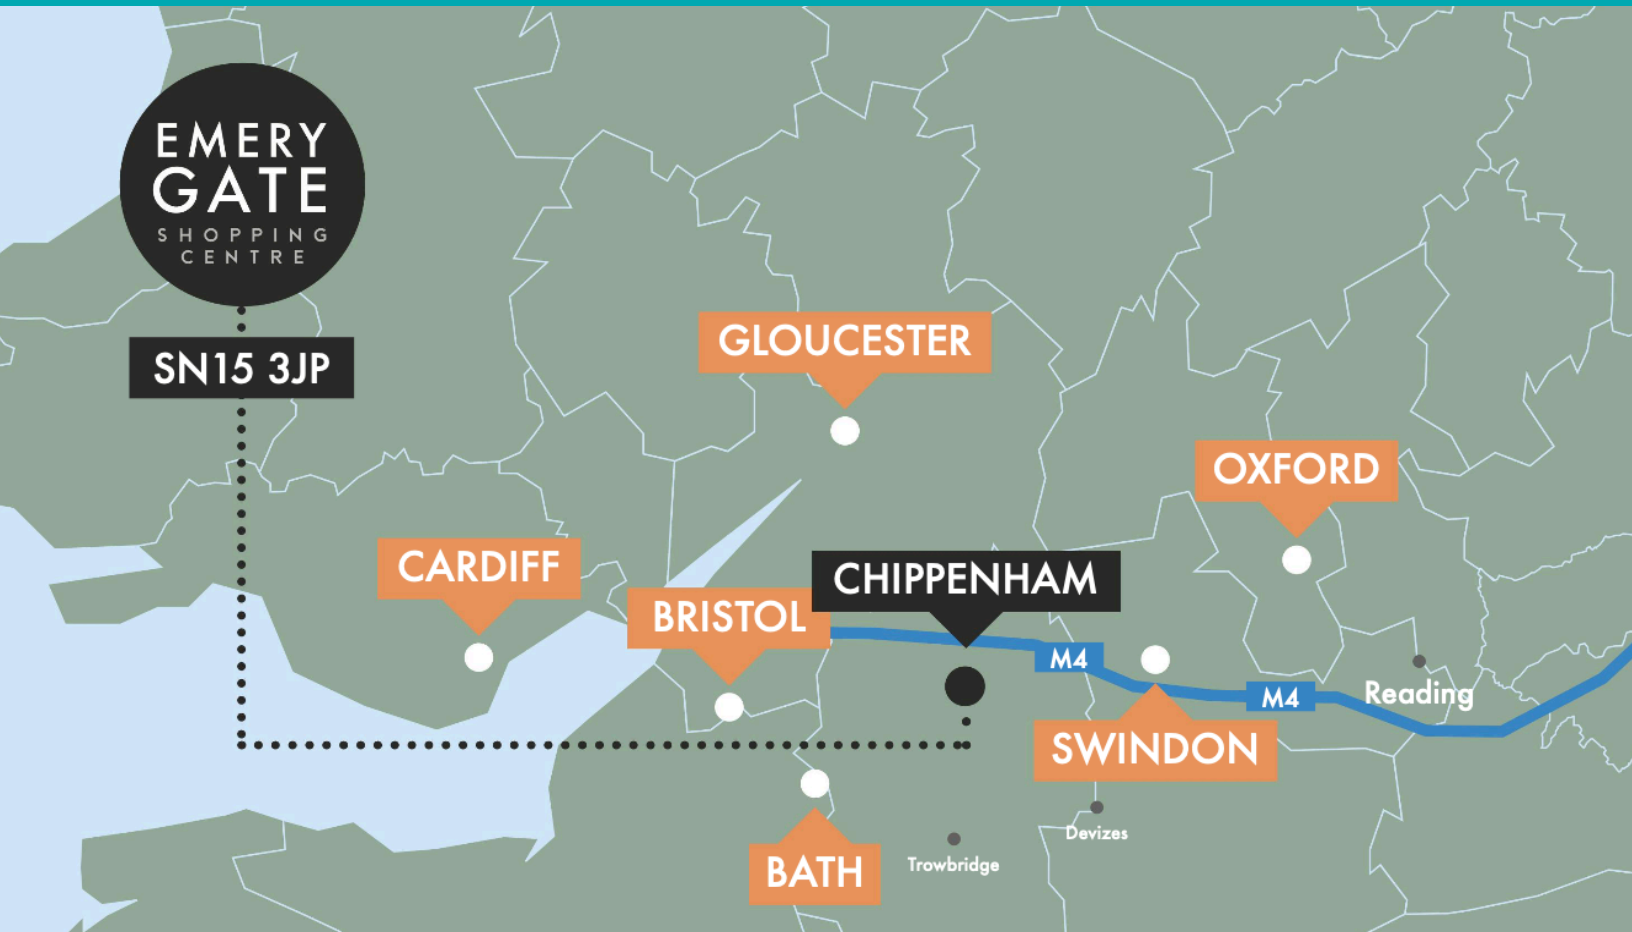 EMERY
GATE
SHOPPING
CENTRE
SN15 3JP
GLOUCESTER
OXFORD
CARDIFF
CHIPPENHAM
BRISTOL
M4
M4
Reading
SWINDON
Devizes
Trowbridge
BATH